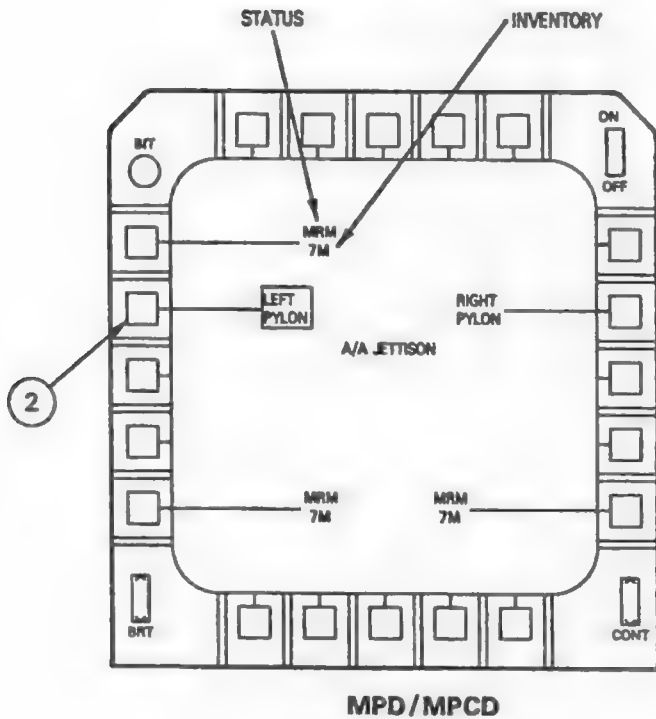 STATUS
INVENTORY
BIT
ON
OFF
MRM
7M
LEFT
PYLON
RIGHT
PYLON
A/A JETTISON
2
MRM
7M
MRM
7M
BRT
CONT
MPD/MPCD